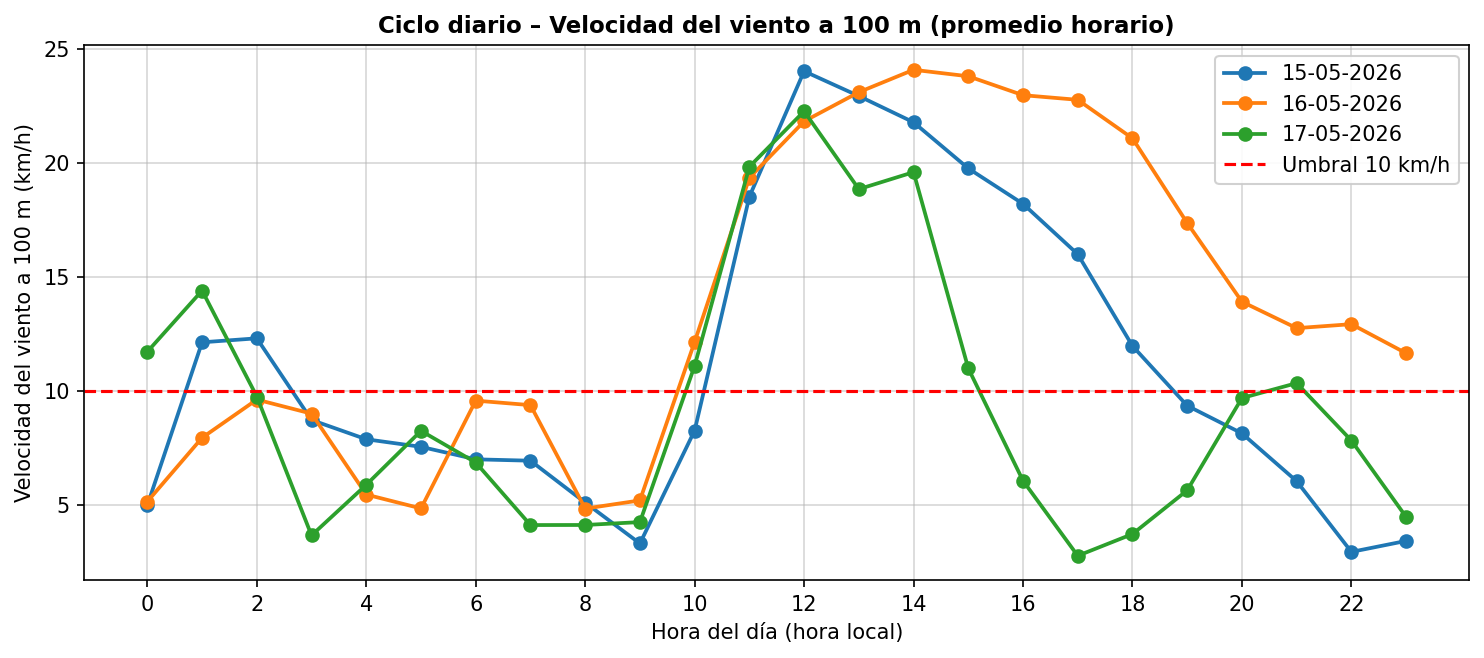 Ciclo diario – Velocidad del viento a 100 m (promedio horario)
Velocidad del viento a 100 m (km/h)
25
20
15
10
5
15-05-2026
16-05-2026
17-05-2026
Umbral 10 km/h
0 2 4 6 8 10 12 14 16 18 20 22
Hora del día (hora local)